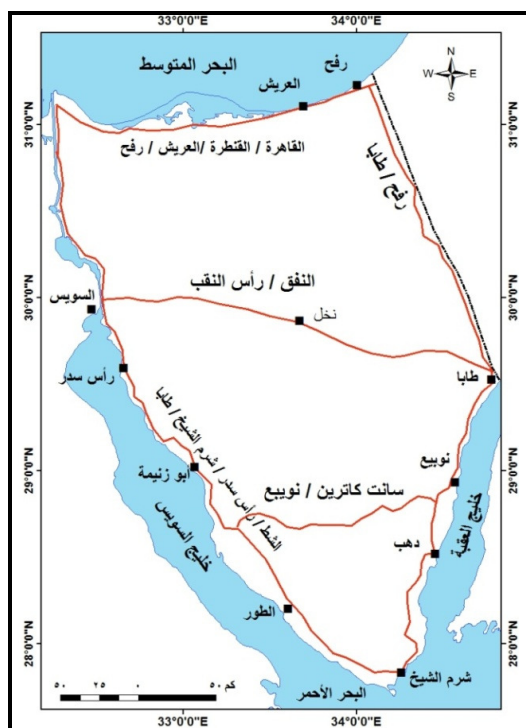 33°0'0"E
34°0'0"E
N
W E
S
البحر المتوسط
رفح
العريش
31°0'0"N
31°0'0"N
القاهرة / القنطرة /العريش / رفح
رفح / طابا
النفق / رأس النقب
30°0'0"N
30°0'0"N
السويس
نخل
رأس سدر
طابا
الشط / رأس سدر / شرم الشيخ / طابا
29°0'0"N
29°0'0"N
أبو زنيمة
نوبيع
سانت كاترين / نويبع
خليج السويس
خليج العقبة
دهب
الطور
28°0'0"N
28°0'0"N
شرم الشيخ
البحر الأحمر
٥٠ 25 ٠ ٥٠ كم
33°0'0"E
34°0'0"E